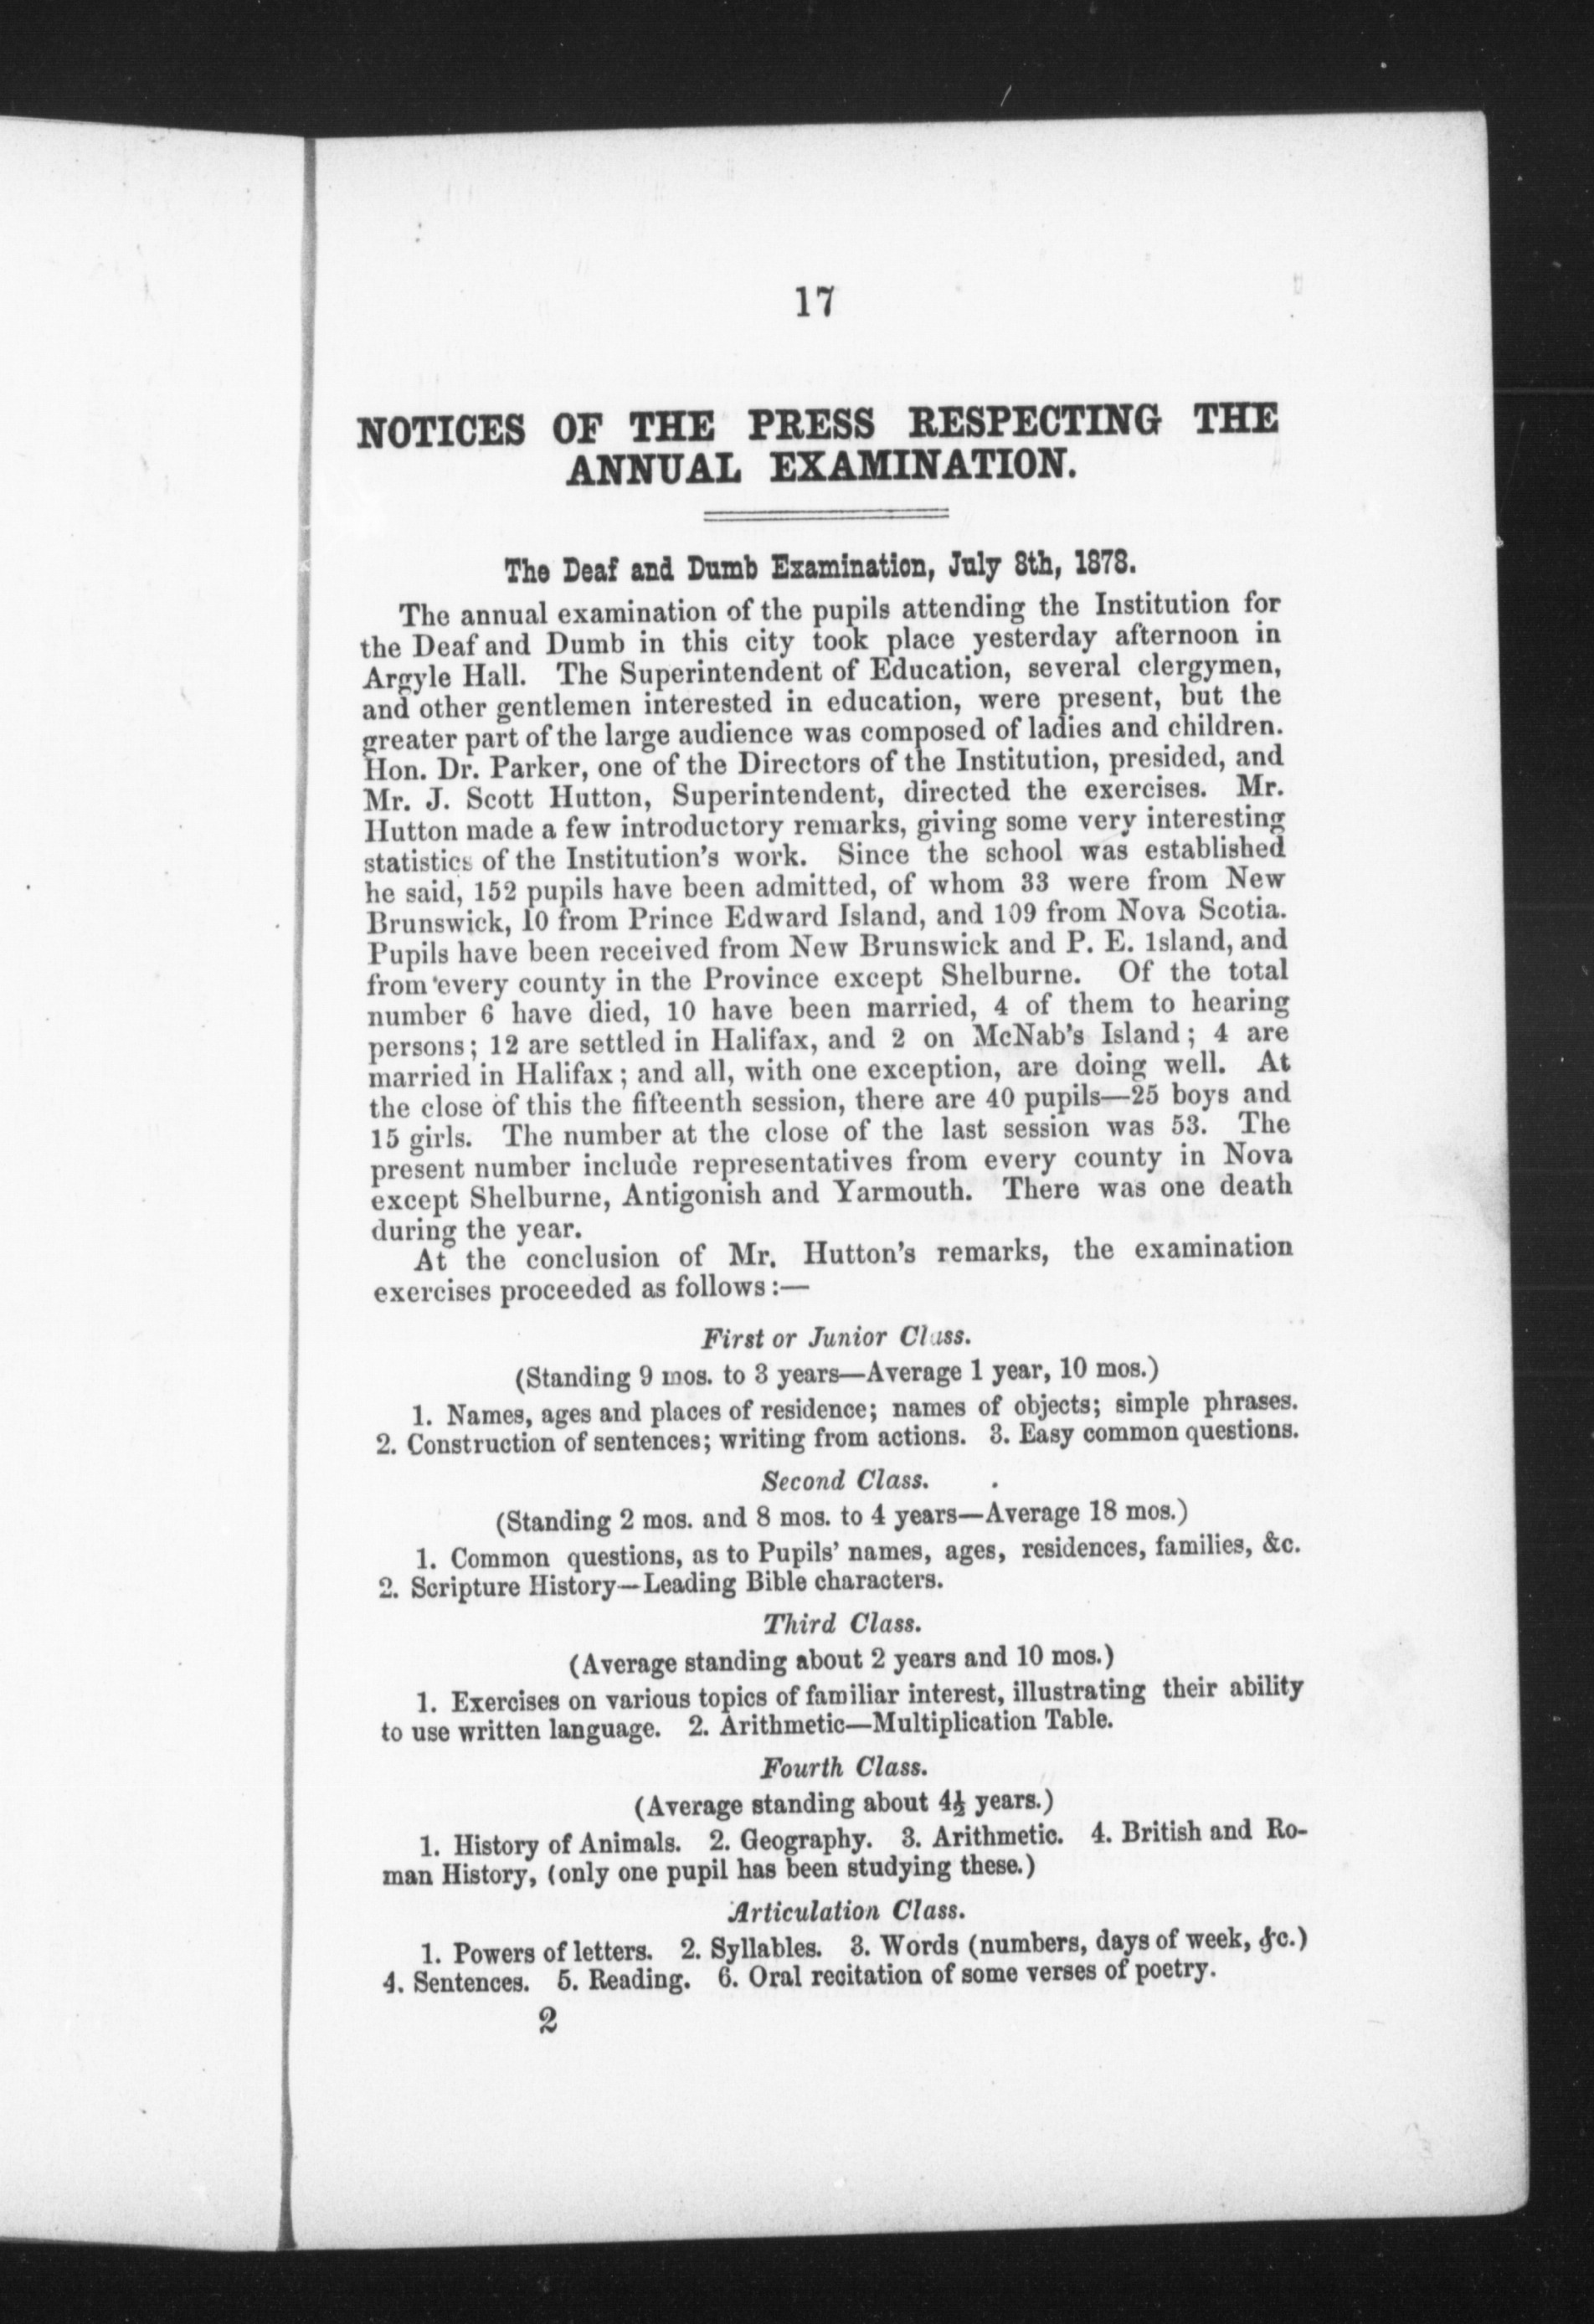 17
NOTICES OF THE PRESS RESPECTING THE
ANNUAL EXAMINATION.
The Deaf and Dumb Examination, July 8th, 1878.
The annual examination of the pupils attending the Institution for
the Deaf and Dumb in this city took place yesterday afternoon in
Argyle Hall. The Superintendent of Education, several clergymen,
and other gentlemen interested in education, were present, but the
greater part of the large audience was composed of ladies and children.
Hon. Dr. Parker, one of the Directors of the Institution, presided, and
Mr. J. Scott Hutton, Superintendent, directed the exercises. Mr.
Hutton made a few introductory remarks, giving some very interesting
statistics of the Institution's work. Since the school was established
he said, 152 pupils have been admitted, of whom 33 were from New
Brunswick, 10 from Prince Edward Island, and 109 from Nova Scotia.
Pupils have been received from New Brunswick and P. E. Island, and
from every county in the Province except Shelburne. Of the total
number 6 have died, 10 have been married, 4 of them to hearing
persons; 12 are settled in Halifax, and 2 on McNab's Island; 4 are
married in Halifax; and all, with one exception, are doing well. At
the close of this the fifteenth session, there are 40 pupils—25 boys and
15 girls. The number at the close of the last session was 53. The
present number include representatives from every county in Nova
except Shelburne, Antigonish and Yarmouth. There was one death
during the year.
At the conclusion of Mr. Hutton's remarks, the examination
exercises proceeded as follows:—
First or Junior Class.
(Standing 9 mos. to 3 years—Average 1 year, 10 mos.)
1. Names, ages and places of residence; names of objects; simple phrases.
2. Construction of sentences; writing from actions. 3. Easy common questions.
Second Class.
(Standing 2 mos. and 8 mos. to 4 years—Average 18 mos.)
1. Common questions, as to Pupils' names, ages, residences, families, &c.
2. Scripture History—Leading Bible characters.
Third Class.
(Average standing about 2 years and 10 mos.)
1. Exercises on various topics of familiar interest, illustrating their ability
to use written language. 2. Arithmetic—Multiplication Table.
Fourth Class.
(Average standing about 4½ years.)
1. History of Animals. 2. Geography. 3. Arithmetic. 4. British and Ro-
man History, (only one pupil has been studying these.)
Articulation Class.
1. Powers of letters. 2. Syllables. 3. Words (numbers, days of week, &c.)
4. Sentences. 5. Reading. 6. Oral recitation of some verses of poetry.
2